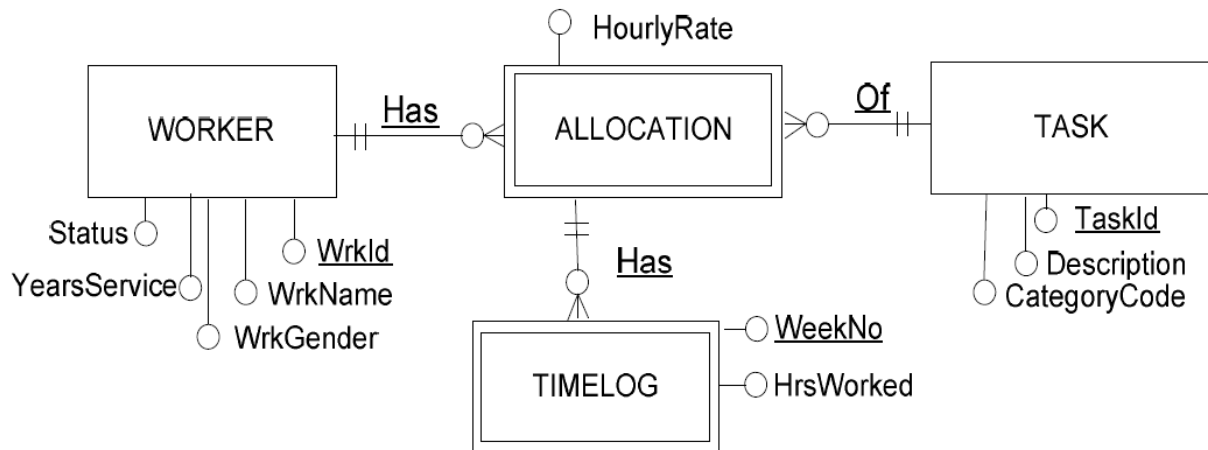 HourlyRate
WORKER
Has
ALLOCATION
Of
TASK
Status
WrkId
TaskId
YearsService
WrkName
Has
Description
CategoryCode
WrkGender
WeekNo
TIMELOG
HrsWorked